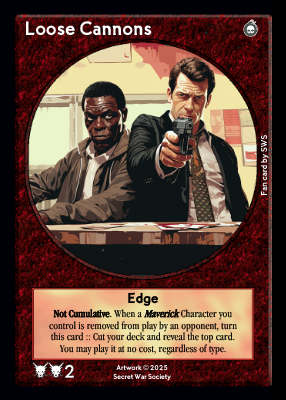 Loose Cannons
Fan card by SWS
Edge
Not Cumulative. When a Maverick Character you
control is removed from play by an opponent, turn
this card :: Cut your deck and reveal the top card.
You may play it at no cost, regardless of type.
2
Artwork © 2025
Secret War Society